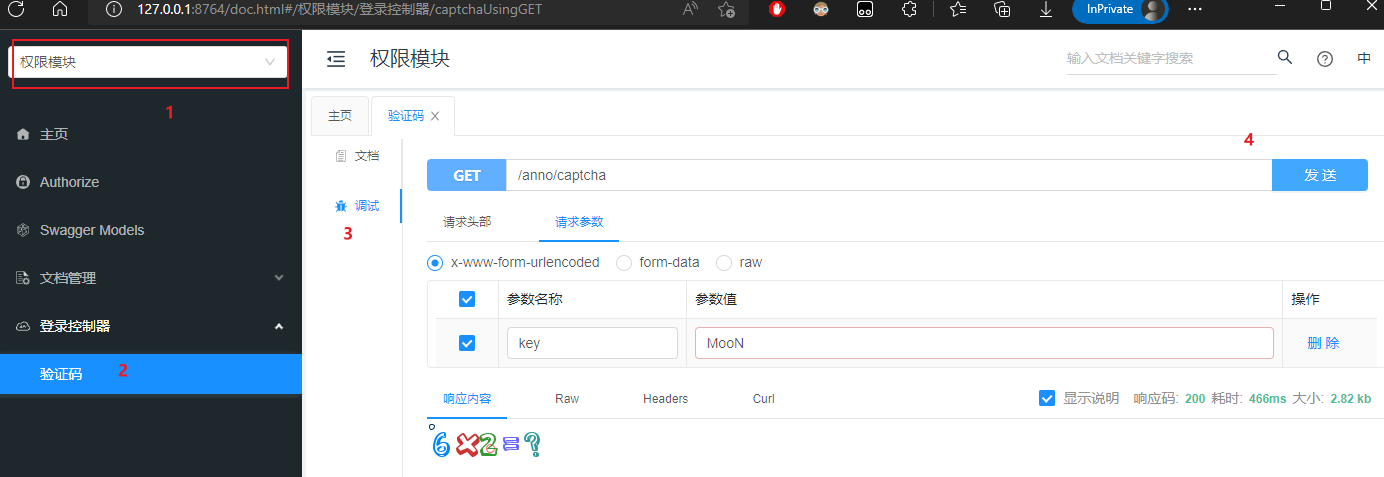 127.0.0.1:8764/doc.html#/权限模块/登录控制器/captchaUsingGET
InPrivate
权限模块
1
主页
Authorize
Swagger Models
文档管理
登录控制器
验证码
2
权限模块
输入文档关键字搜索
中
主页
验证码
文档
调试
3
4
GET
/anno/captcha
发 送
请求头部
请求参数
x-www-form-urlencoded
form-data
raw
参数名称
参数值
操作
key
MooN
删 除
响应内容
Raw
Headers
Curl
显示说明
响应码: 200 耗时: 466ms 大小: 2.82 kb
6×2=?